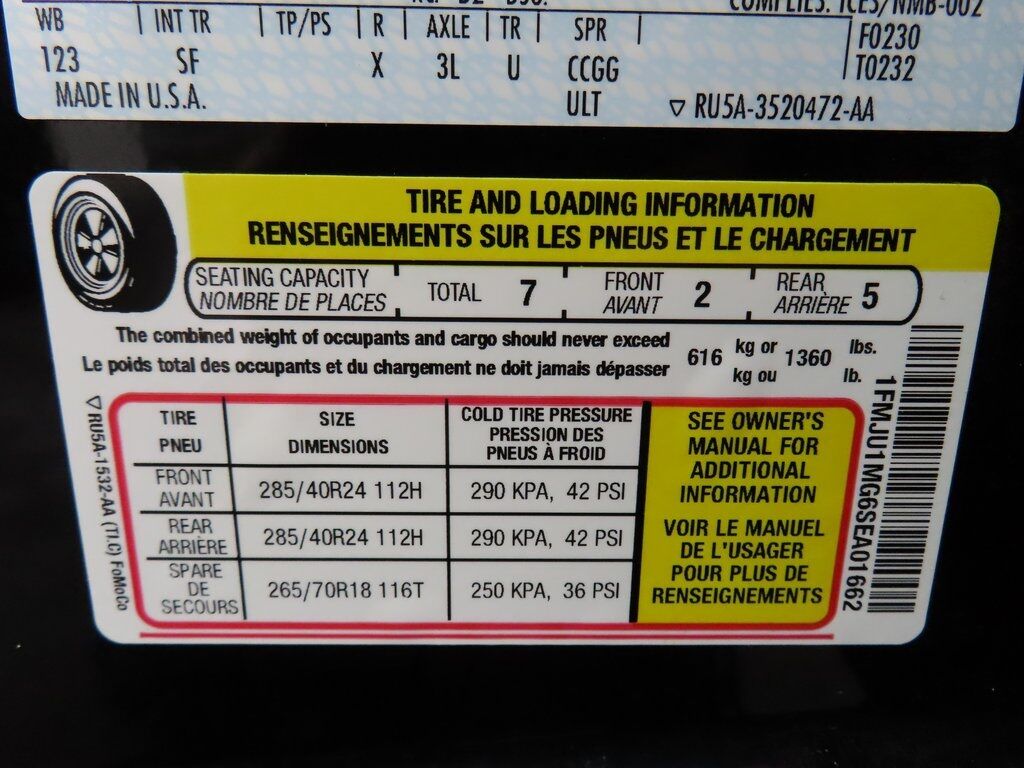 COMPLIES: ICES/NMB-002
WB | INT TR | TP/PS | R | AXLE | TR | SPR | F0230
123 SF X 3L U CCGG T0232
MADE IN U.S.A. ULT ▽ RU5A-3520472-AA
TIRE AND LOADING INFORMATION
RENSEIGNEMENTS SUR LES PNEUS ET LE CHARGEMENT
SEATING CAPACITY
NOMBRE DE PLACES
TOTAL 7
FRONT
AVANT 2
REAR
ARRIÈRE 5
The combined weight of occupants and cargo should never exceed
Le poids total des occupants et du chargement ne doit jamais dépasser
616 kg or 1360 lbs.
kg ou lb.
TIRE
PNEU
SIZE
DIMENSIONS
COLD TIRE PRESSURE
PRESSION DES
PNEUS À FROID
FRONT
AVANT
285/40R24 112H
290 KPA, 42 PSI
REAR
ARRIÈRE
285/40R24 112H
290 KPA, 42 PSI
SPARE
DE
SECOURS
265/70R18 116T
250 KPA, 36 PSI
SEE OWNER'S
MANUAL FOR
ADDITIONAL
INFORMATION
VOIR LE MANUEL
DE L'USAGER
POUR PLUS DE
RENSEIGNEMENTS
▽RU5A-1532-AA (TI.C) FoMoCo
1FMJU1MG6SEA01662